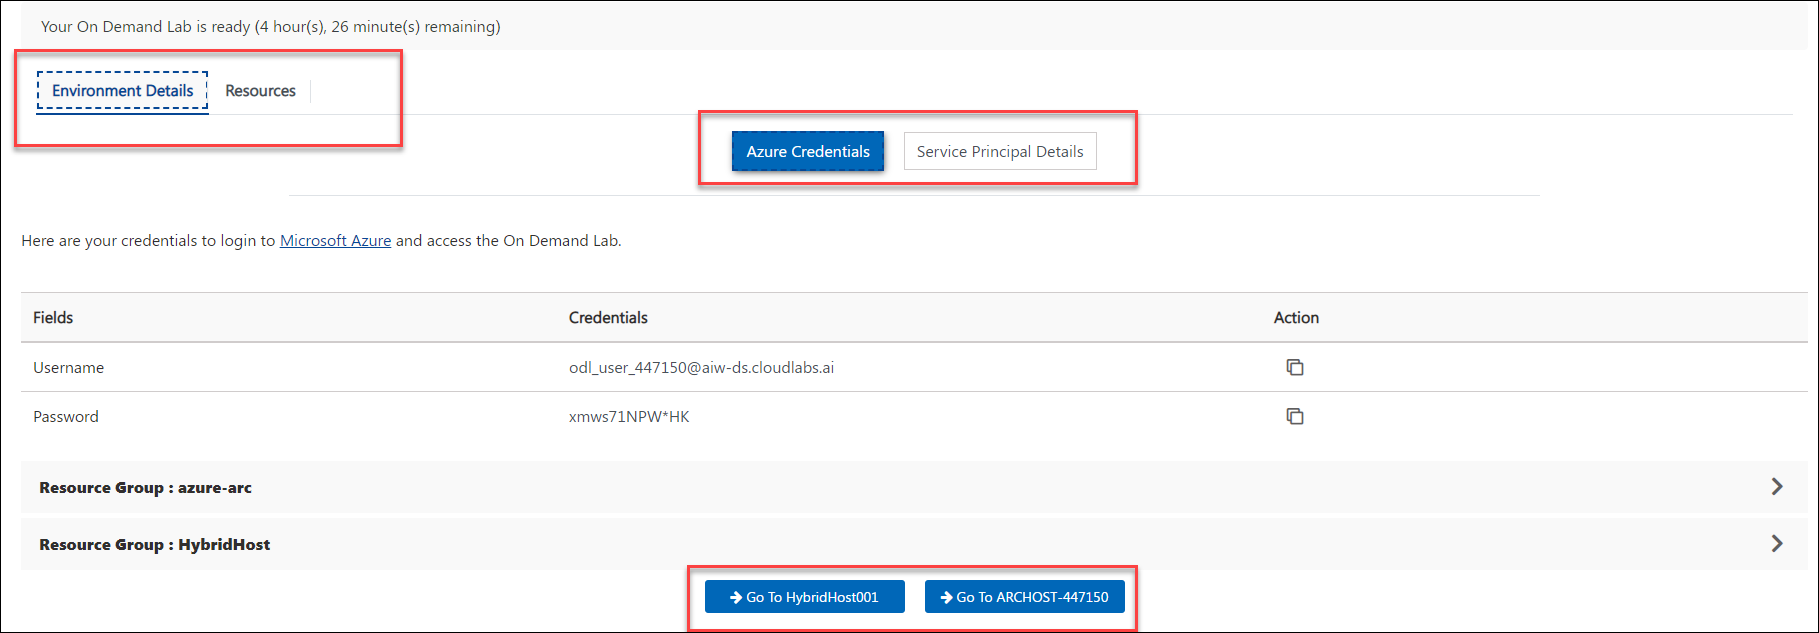 Your On Demand Lab is ready (4 hour(s), 26 minute(s) remaining)
Environment Details Resources
Azure Credentials Service Principal Details
Here are your credentials to login to Microsoft Azure and access the On Demand Lab.
Fields Credentials Action
Username odl_user_447150@aiw-ds.cloudlabs.ai
Password xmws71NPW*HK
Resource Group : azure-arc
Resource Group : HybridHost
Go To HybridHost001 Go To ARCHOST-447150